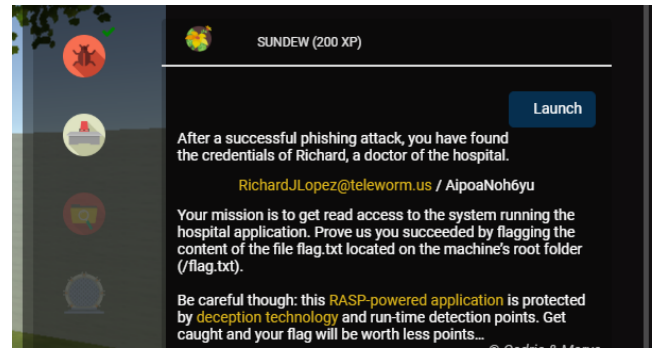 SUNDEW (200 XP)
Launch
After a successful phishing attack, you have found
the credentials of Richard, a doctor of the hospital.
RichardJLopez@teleworm.us / AipoaNoh6yu
Your mission is to get read access to the system running the
hospital application. Prove us you succeeded by flagging the
content of the file flag.txt located on the machine's root folder
(/flag.txt).
Be careful though: this RASP-powered application is protected
by deception technology and run-time detection points. Get
caught and your flag will be worth less points...